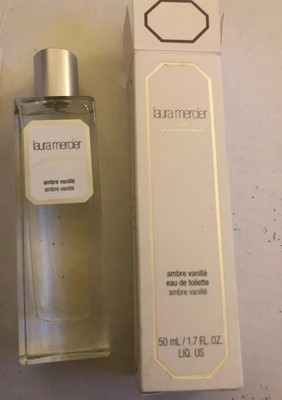 laura mercier
ambre vanillé
ambre vanillé
laura mercier
ambre vanillé
eau de toilette
ambre vanillé
50 mL / 1.7 FL. OZ.
LIQ. US